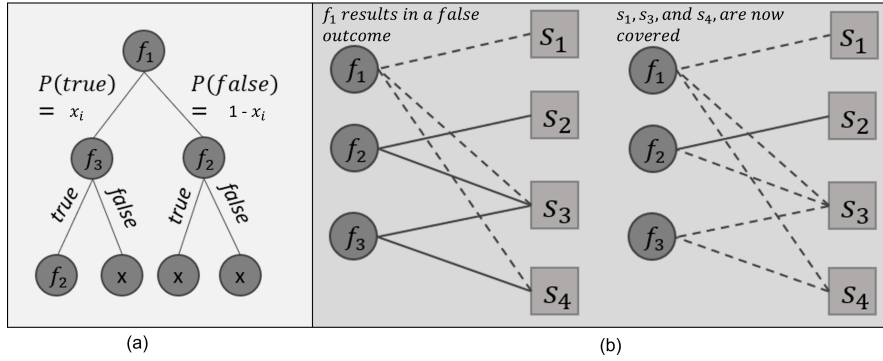 f₁
P(true)
= xᵢ
P(false)
= 1 - xᵢ
f₃
f₂
true
false
true
false
f₂
x
x
x
(a)
f₁ results in a false
outcome
f₁
f₂
f₃
s₁
s₂
s₃
s₄
s₁, s₃, and s₄, are now
covered
f₁
f₂
f₃
s₁
s₂
s₃
s₄
(b)